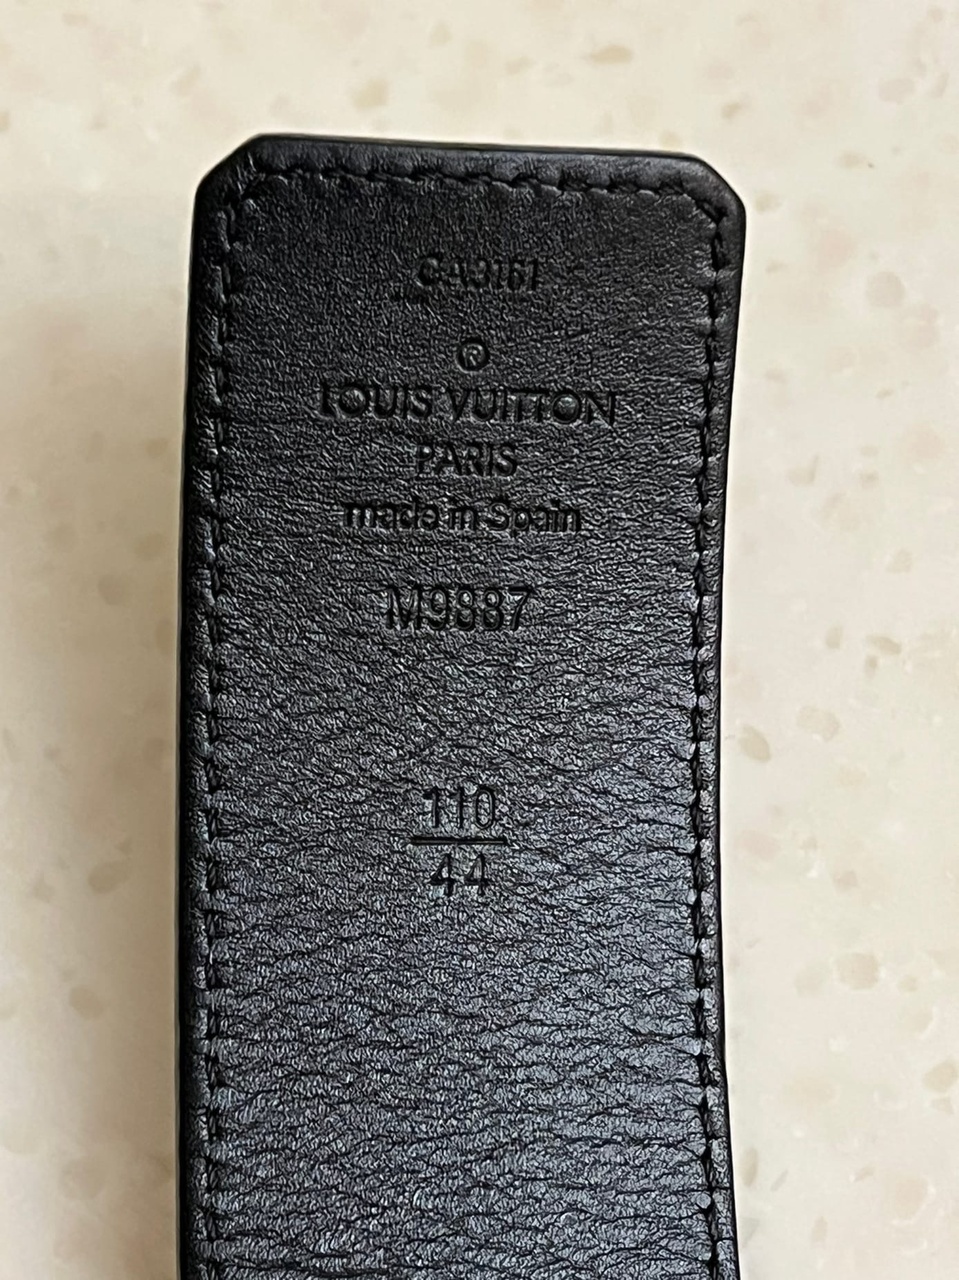 CA3161
®
LOUIS VUITTON
PARIS
made in Spain
M9887
110
44